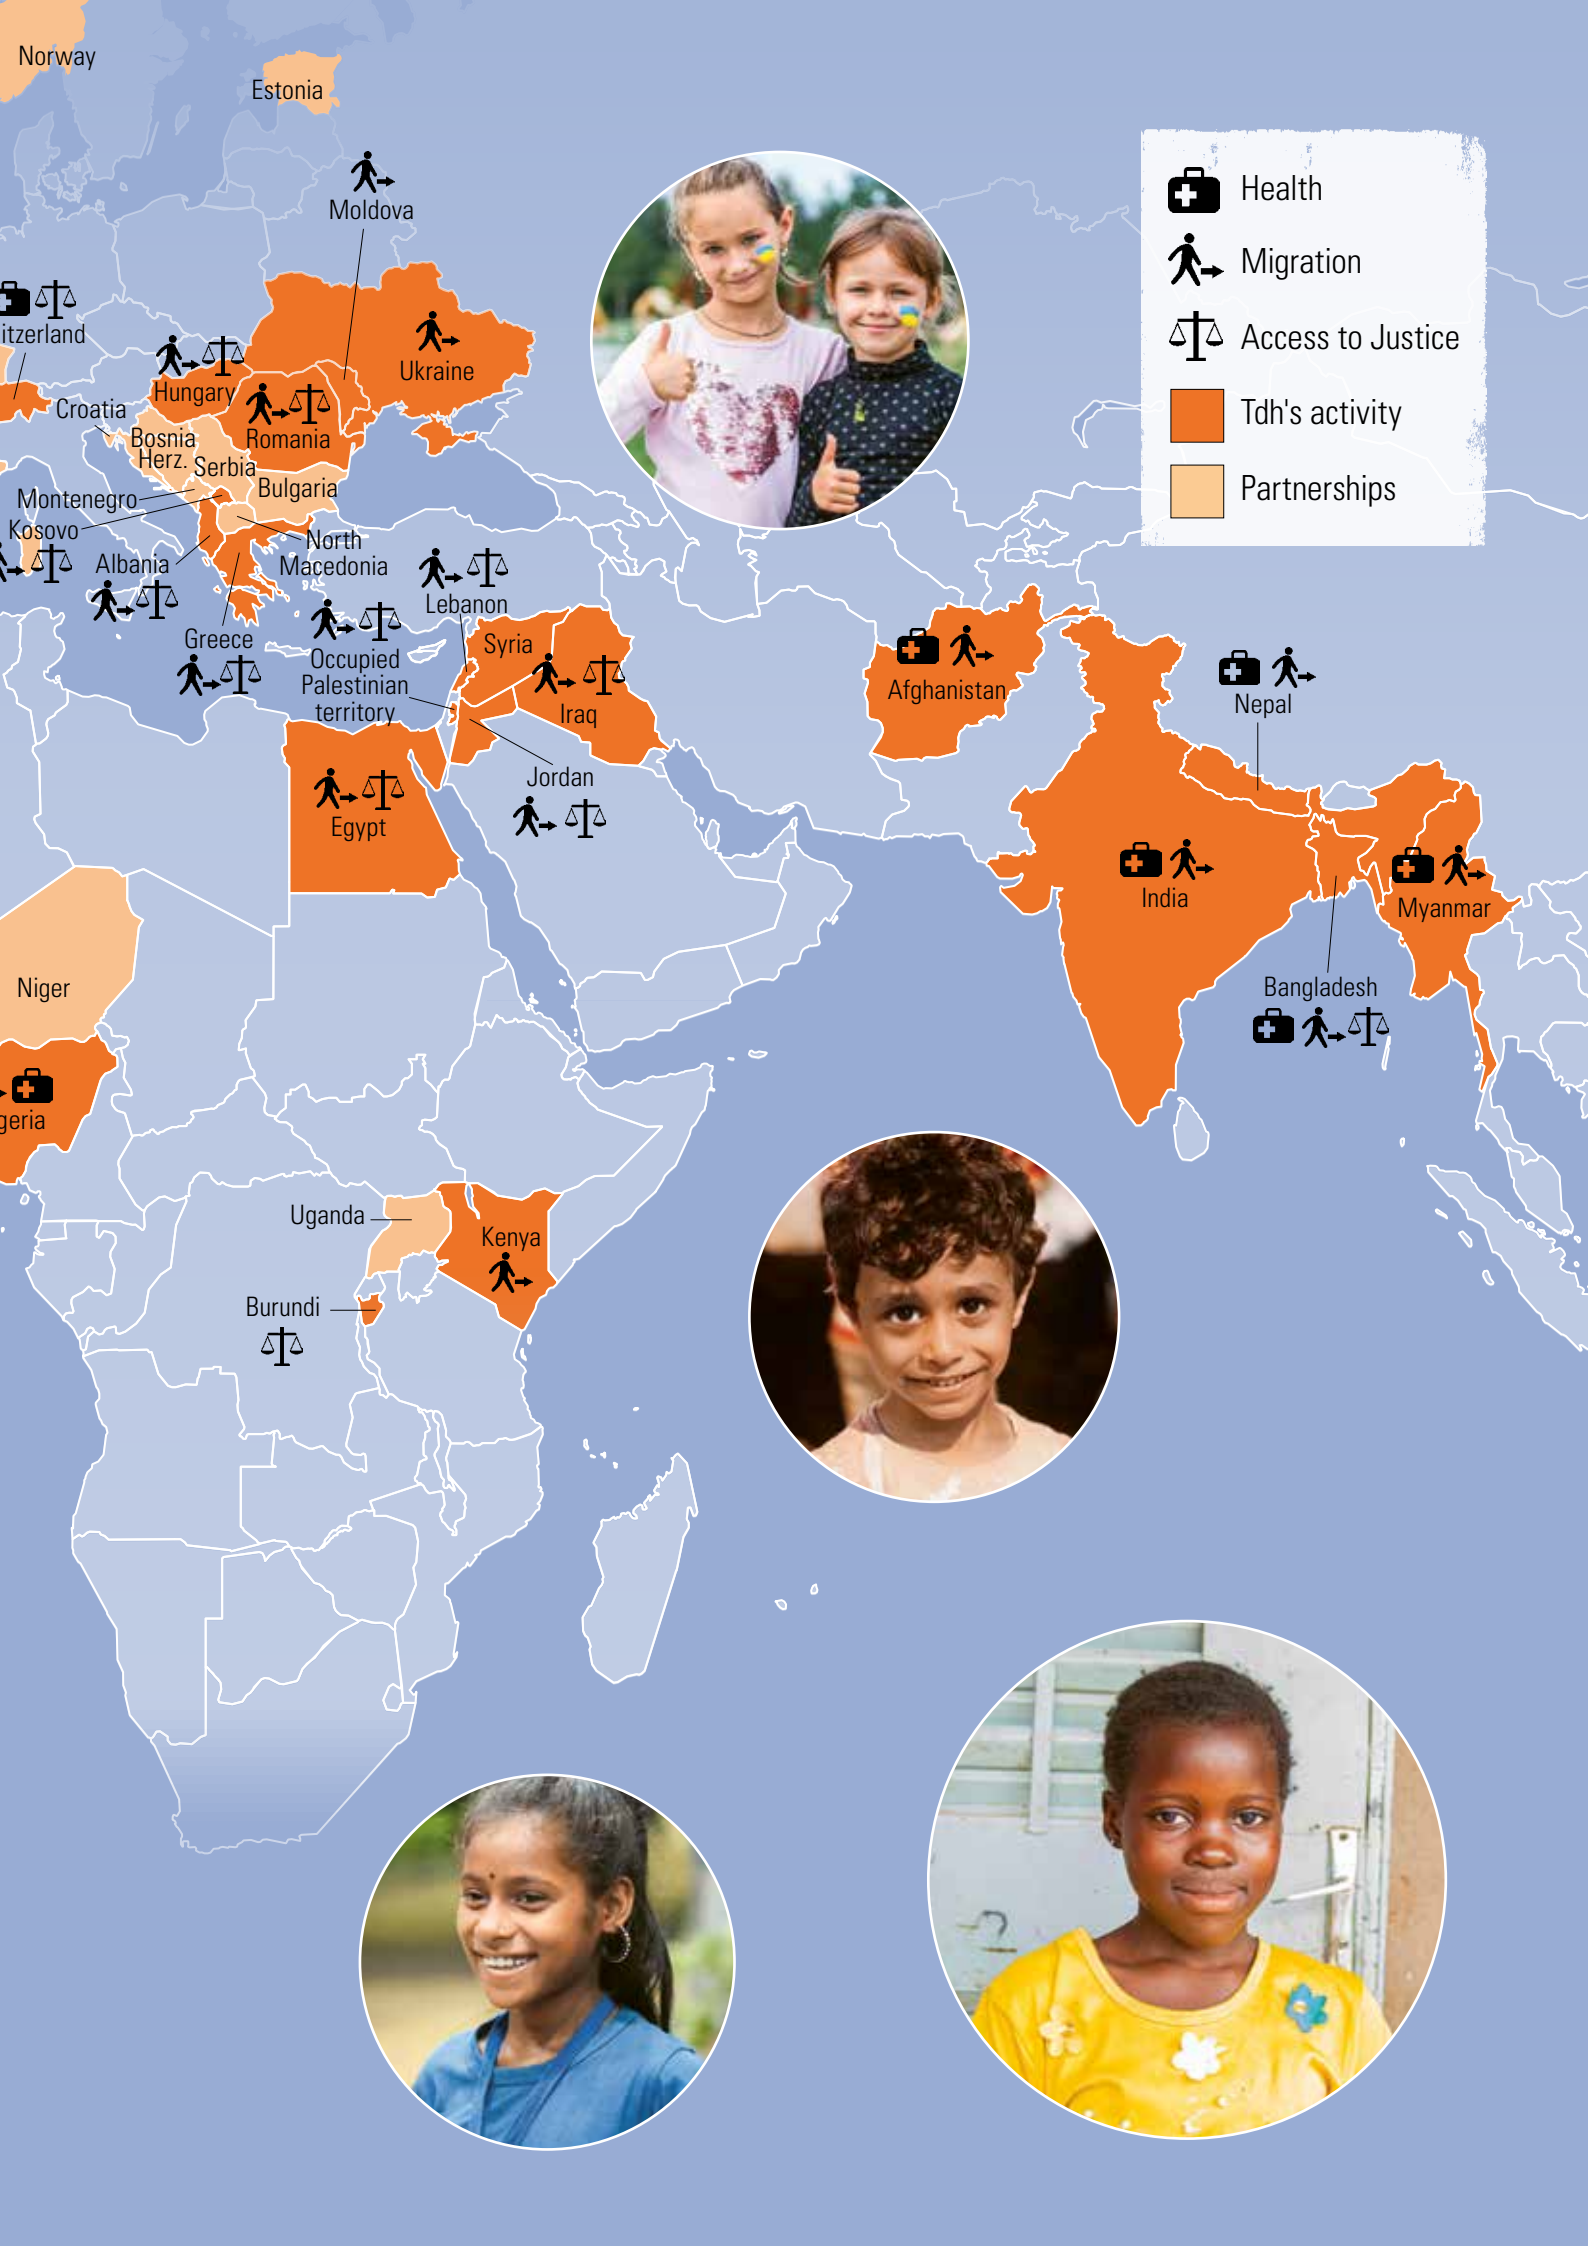 Norway
Estonia
Moldova
Health
Migration
Access to Justice
Tdh's activity
Partnerships
itzerland
Ukraine
Hungary
Croatia
Romania
Bosnia
Herz.
Serbia
Bulgaria
Montenegro
Kosovo
North
Macedonia
Albania
Lebanon
Greece
Syria
Occupied
Palestinian
territory
Iraq
Afghanistan
Nepal
Jordan
Egypt
India
Myanmar
Niger
Bangladesh
geria
Uganda
Kenya
Burundi